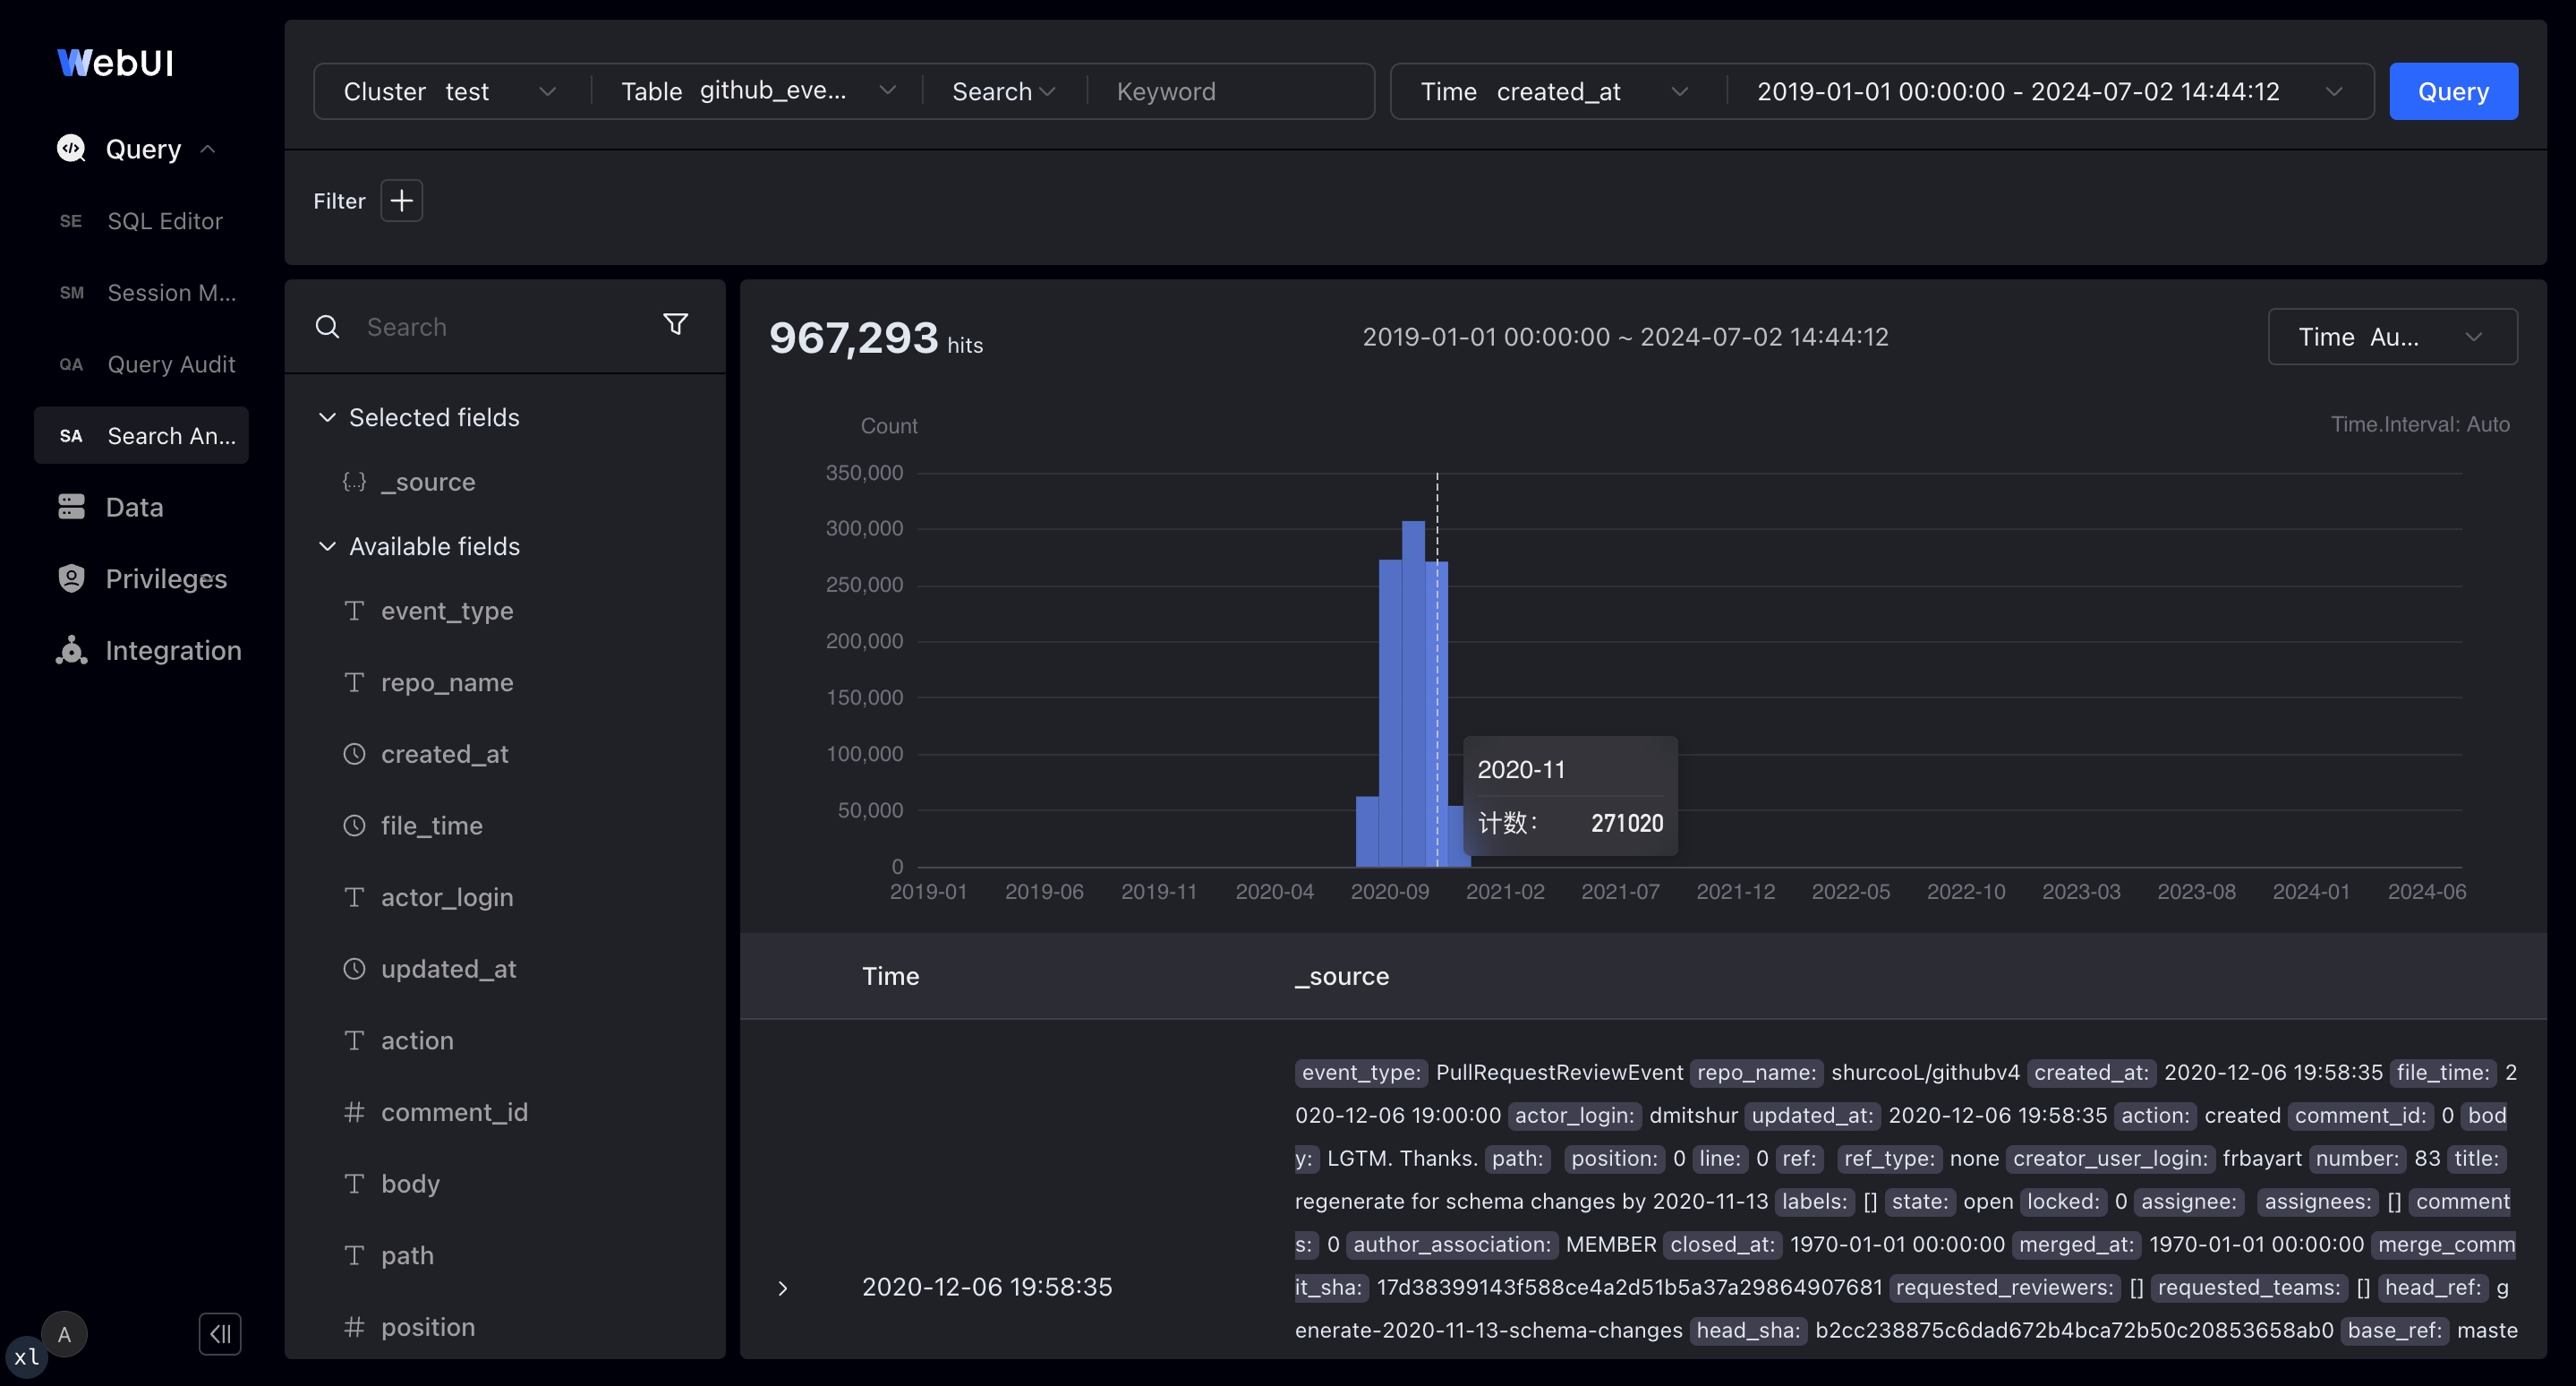 WebUI
Query
SE SQL Editor
SM Session M...
QA Query Audit
SA Search An...
Data
Privileges
Integration
A
xl
Cluster test Table github_eve... Search Keyword
Time created_at 2019-01-01 00:00:00 - 2024-07-02 14:44:12
Query
Filter
Search
Selected fields
{...} _source
Available fields
T event_type
T repo_name
created_at
file_time
T actor_login
updated_at
T action
# comment_id
T body
T path
# position
967,293 hits
2019-01-01 00:00:00 ~ 2024-07-02 14:44:12
Time Au...
Count
Time.Interval: Auto
350,000
300,000
250,000
200,000
150,000
100,000
50,000
0
2019-01 2019-06 2019-11 2020-04 2020-09 2021-02 2021-07 2021-12 2022-05 2022-10 2023-03 2023-08 2024-01 2024-06
2020-11
计数: 271020
Time _source
2020-12-06 19:58:35
event_type: PullRequestReviewEvent repo_name: shurcooL/githubv4 created_at: 2020-12-06 19:58:35 file_time: 2
020-12-06 19:00:00 actor_login: dmitshur updated_at: 2020-12-06 19:58:35 action: created comment_id: 0 bod
y: LGTM. Thanks. path: position: 0 line: 0 ref: ref_type: none creator_user_login: frbayart number: 83 title:
regenerate for schema changes by 2020-11-13 labels: [] state: open locked: 0 assignee: assignees: [] comment
s: 0 author_association: MEMBER closed_at: 1970-01-01 00:00:00 merged_at: 1970-01-01 00:00:00 merge_comm
it_sha: 17d38399143f588ce4a2d51b5a37a29864907681 requested_reviewers: [] requested_teams: [] head_ref: g
enerate-2020-11-13-schema-changes head_sha: b2cc238875c6dad672b4bca72b50c20853658ab0 base_ref: maste